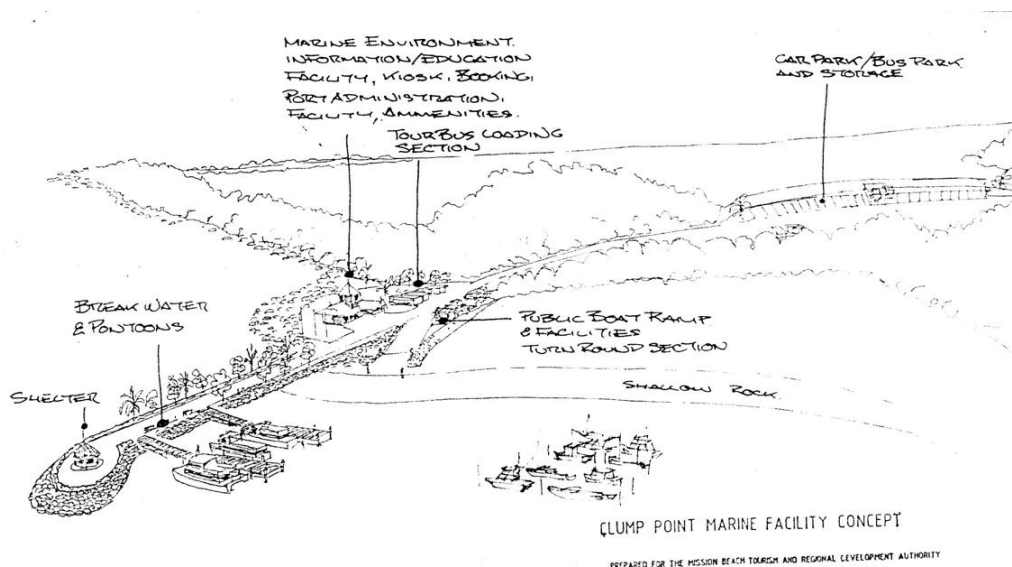 MARINE ENVIRONMENT.
INFORMATION/EDUCATION
FACILITY, KIOSK, BOOKING,
PORT ADMINISTRATION,
FACILITY, AMMENITIES.
TOUR BUS LOADING
SECTION
CAR PARK/BUS PARK
AND STORAGE
BREAK WATER
& PONTOONS
PUBLIC BOAT RAMP
& FACILITIES
TURN ROUND SECTION
SHELTER
SHALLOW ROCK
CLUMP POINT MARINE FACILITY CONCEPT
PREPARED FOR THE MISSION BEACH TOURISM AND REGIONAL DEVELOPMENT AUTHORITY